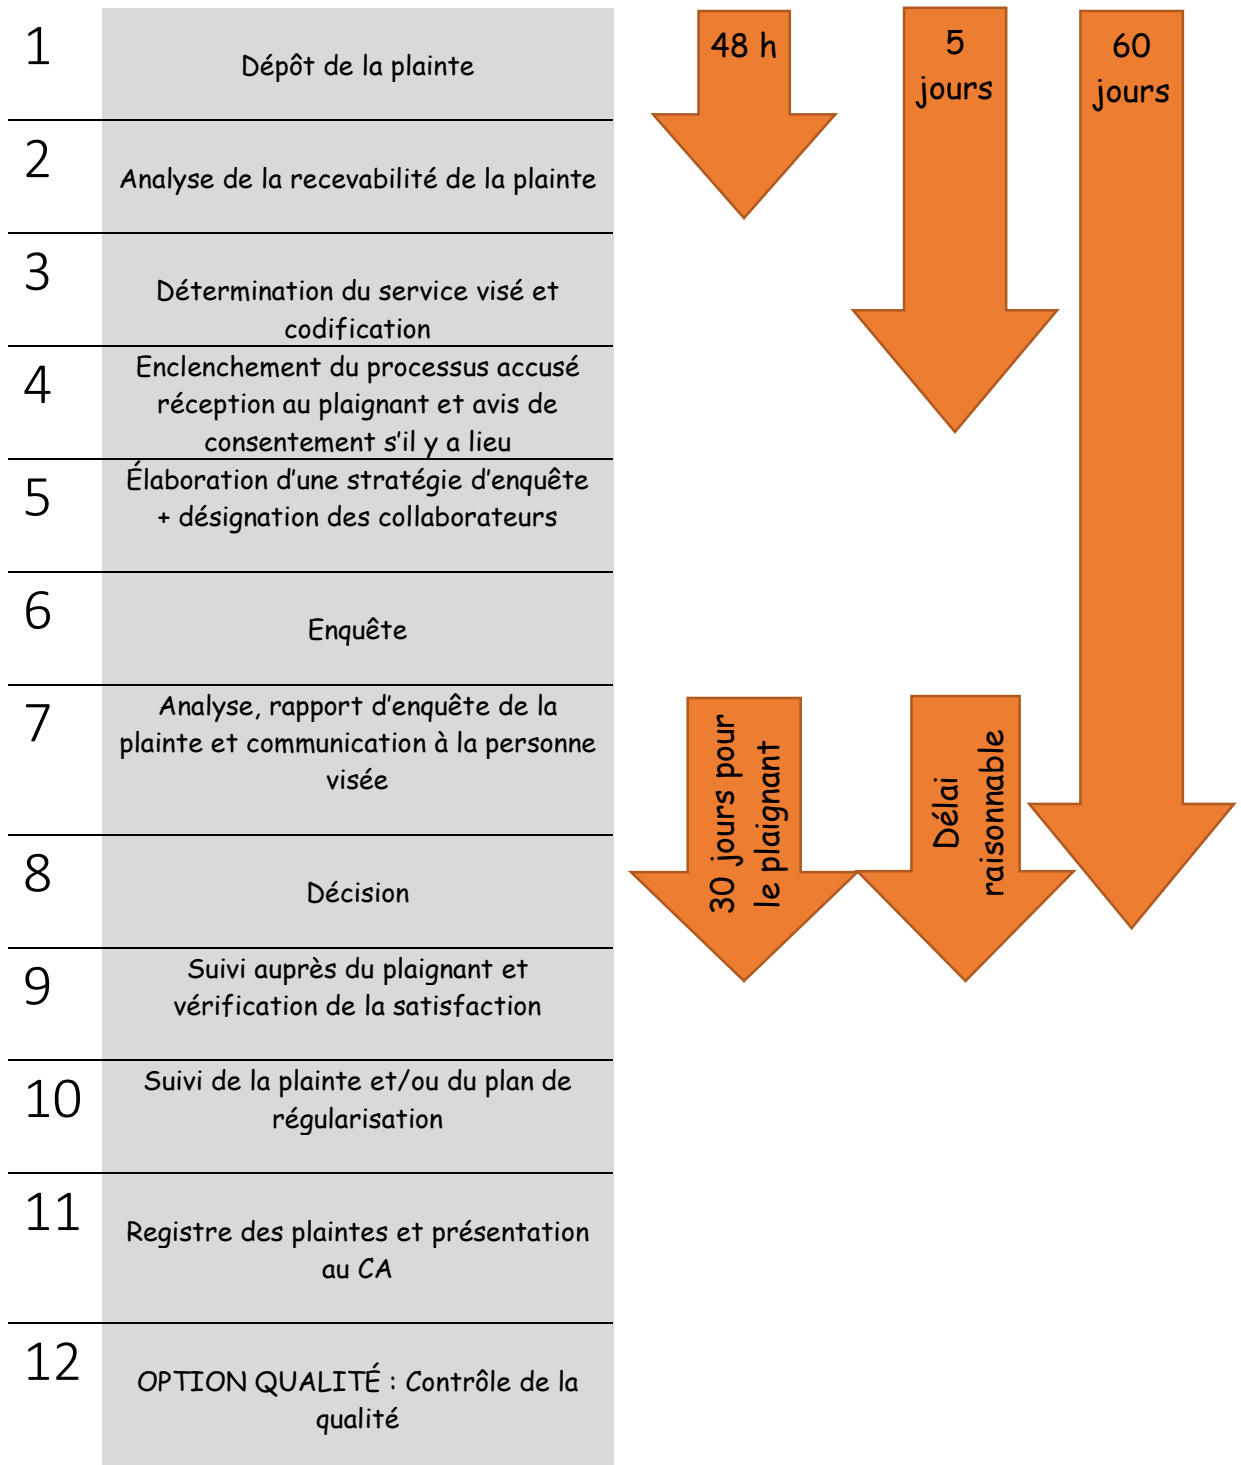 1
Dépôt de la plainte
2
Analyse de la recevabilité de la plainte
3
Détermination du service visé et
codification
4
Enclenchement du processus accusé
réception au plaignant et avis de
consentement s’il y a lieu
5
Élaboration d’une stratégie d’enquête
+ désignation des collaborateurs
6
Enquête
7
Analyse, rapport d’enquête de la
plainte et communication à la personne
visée
8
Décision
9
Suivi auprès du plaignant et
vérification de la satisfaction
10
Suivi de la plainte et/ou du plan de
régularisation
11
Registre des plaintes et présentation
au CA
12
OPTION QUALITÉ : Contrôle de la
qualité
48 h
5
jours
60
jours
30 jours pour
le plaignant
Délai
raisonnable